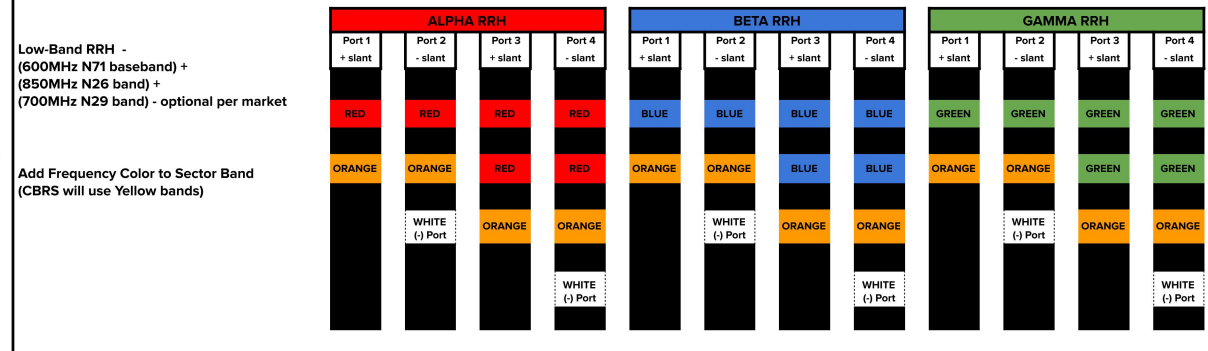 ALPHA RRH
BETA RRH
GAMMA RRH
Low-Band RRH -
(600MHz N71 baseband) +
(850MHz N26 band) +
(700MHz N29 band) - optional per market
Port 1 Port 2 Port 3 Port 4 Port 1 Port 2 Port 3 Port 4 Port 1 Port 2 Port 3 Port 4
+ slant - slant + slant - slant + slant - slant + slant - slant + slant - slant + slant - slant
RED RED RED RED BLUE BLUE BLUE BLUE GREEN GREEN GREEN GREEN
Add Frequency Color to Sector Band
(CBRS will use Yellow bands)
ORANGE ORANGE RED RED ORANGE ORANGE BLUE BLUE ORANGE ORANGE GREEN GREEN
WHITE
(-) Port
ORANGE ORANGE
WHITE
(-) Port
ORANGE ORANGE
WHITE
(-) Port
ORANGE ORANGE
WHITE
(-) Port
WHITE
(-) Port
WHITE
(-) Port